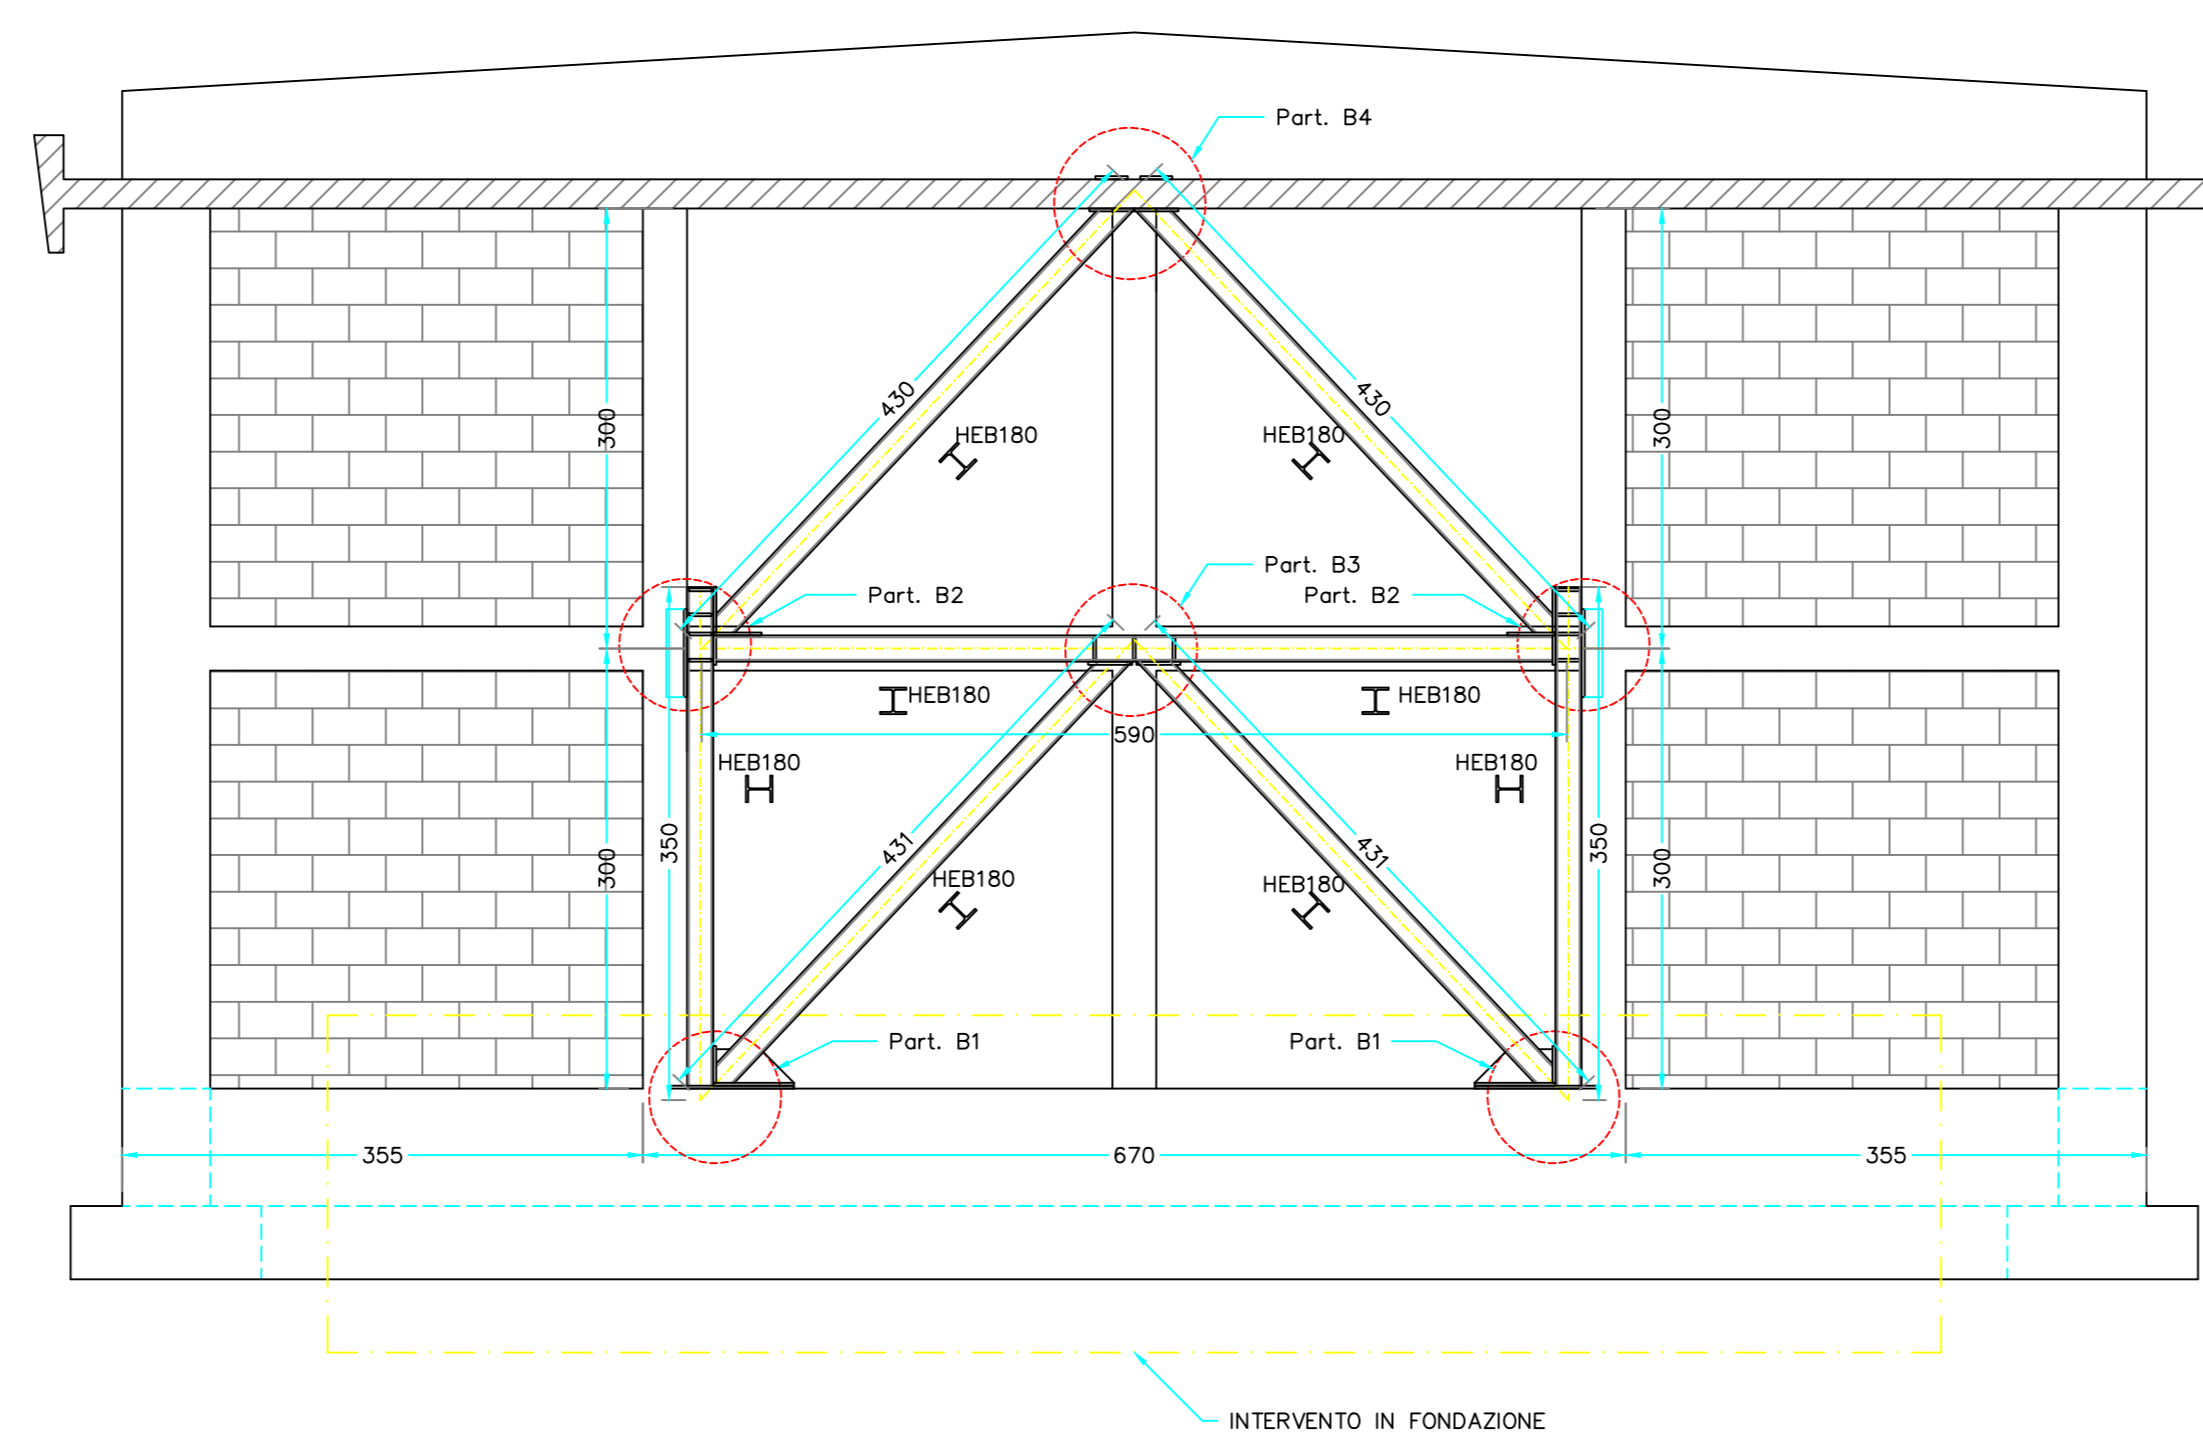 Part. B4
430
430
300
300
HEB180
HEB180
Part. B3
Part. B2
Part. B2
HEB180
HEB180
590
HEB180
HEB180
431
431
350
350
300
300
HEB180
HEB180
Part. B1
Part. B1
355
670
355
INTERVENTO IN FONDAZIONE